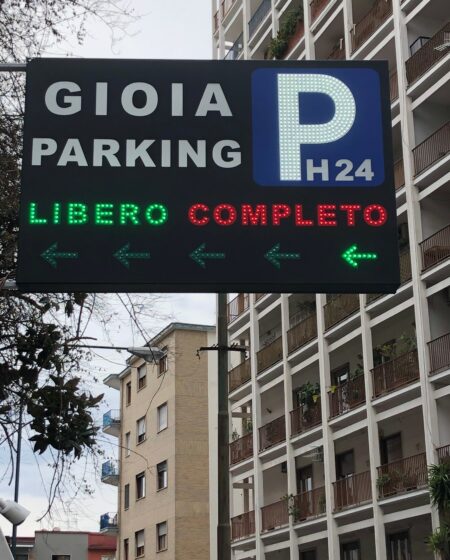 GIOIA
PARKING
P
H24
LIBERO COMPLETO